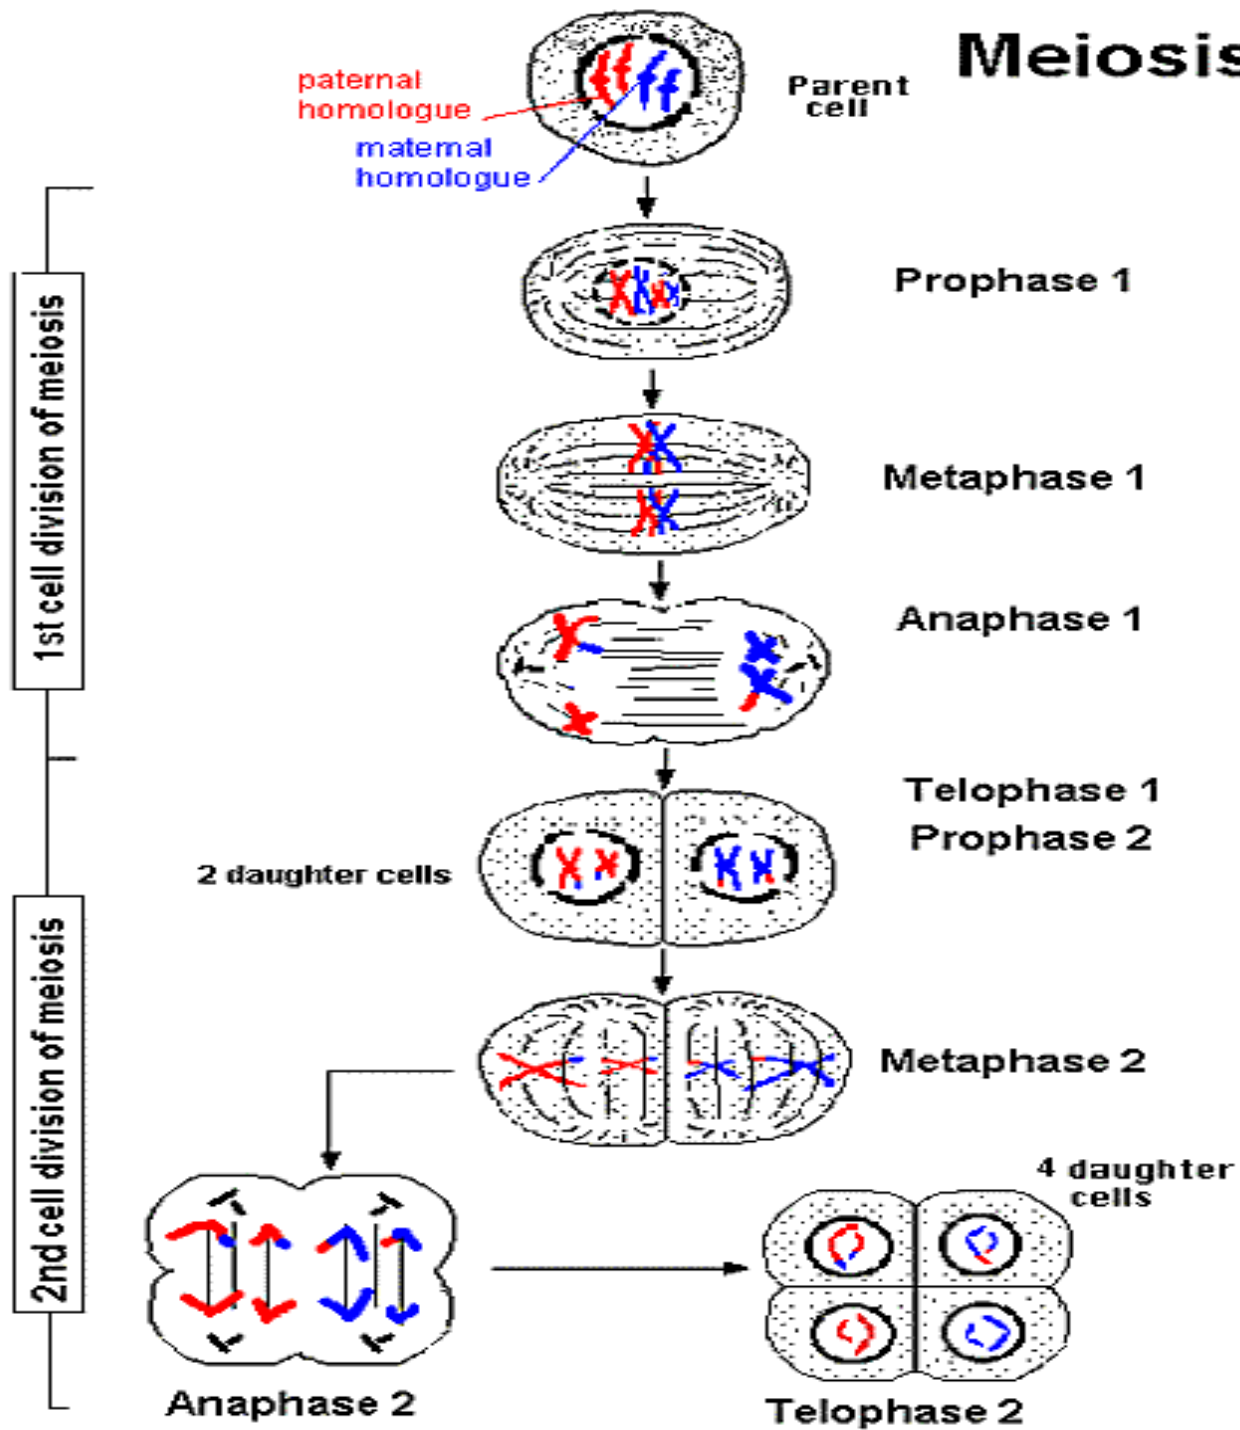 Meiosis
paternal
homologue
maternal
homologue
Parent
cell
1st cell division of meiosis
Prophase 1
Metaphase 1
Anaphase 1
Telophase 1
Prophase 2
2 daughter cells
2nd cell division of meiosis
Metaphase 2
4 daughter
cells
Anaphase 2
Telophase 2